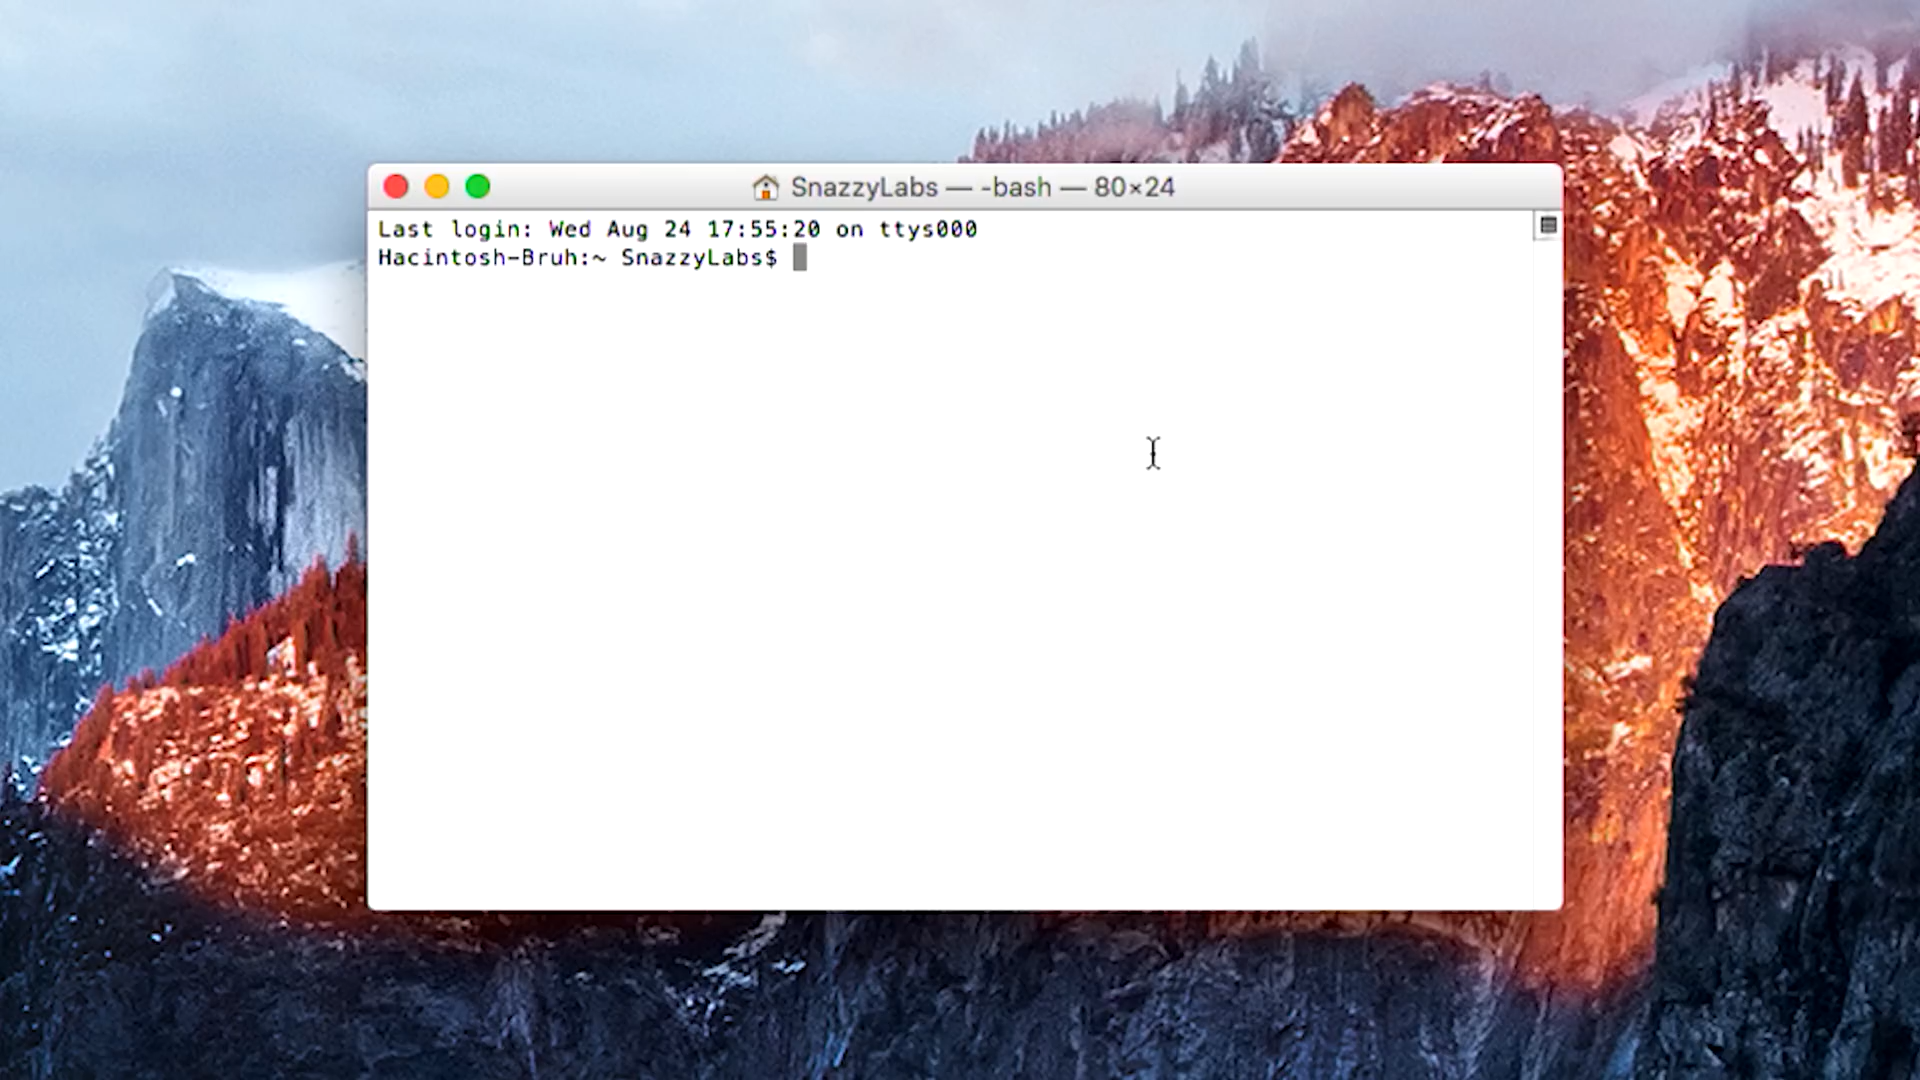 SnazzyLabs — -bash — 80×24
Last login: Wed Aug 24 17:55:20 on ttys000
Hacintosh-Bruh:~ SnazzyLabs$